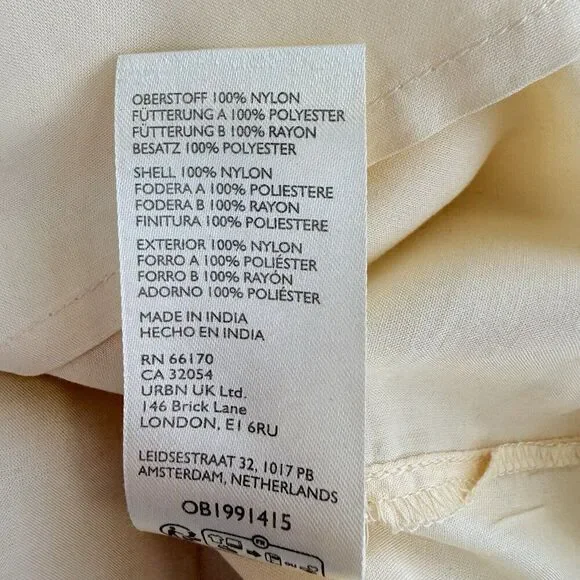 OBERSTOFF 100% NYLON
FÜTTERUNG A 100% POLYESTER
FÜTTERUNG B 100% RAYON
BESATZ 100% POLYESTER
SHELL 100% NYLON
FODERA A 100% POLIESTERE
FODERA B 100% RAYON
FINITURA 100% POLIESTERE
EXTERIOR 100% NYLON
FORRO A 100% POLIÉSTER
FORRO B 100% RAYÓN
ADORNO 100% POLIÉSTER
MADE IN INDIA
HECHO EN INDIA
RN 66170
CA 32054
URBN UK Ltd.
146 Brick Lane
LONDON, E1 6RU
LEIDSESTRAAT 32, 1017 PB
AMSTERDAM, NETHERLANDS
OB1991415
FR
OU